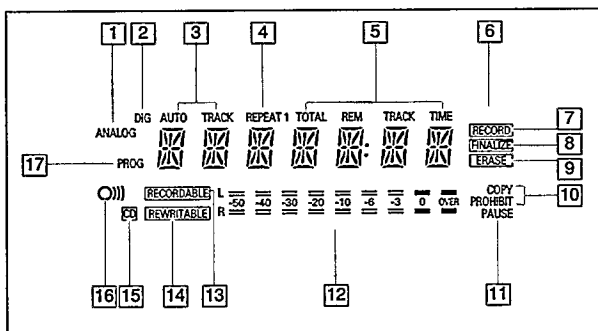 1 2 3 4 5 6
DIG AUTO TRACK REPEAT 1 TOTAL REM TRACK TIME
ANALOG
RECORD 7
FINALIZE 8
17 PROG
ERASE 9
RECORDABLE L
COPY
-50 -40 -30 -20 -10 -6 -3 0 OVER
PROHIBIT 10
CD REWRITABLE R
PAUSE
16 15 14 13 12 11